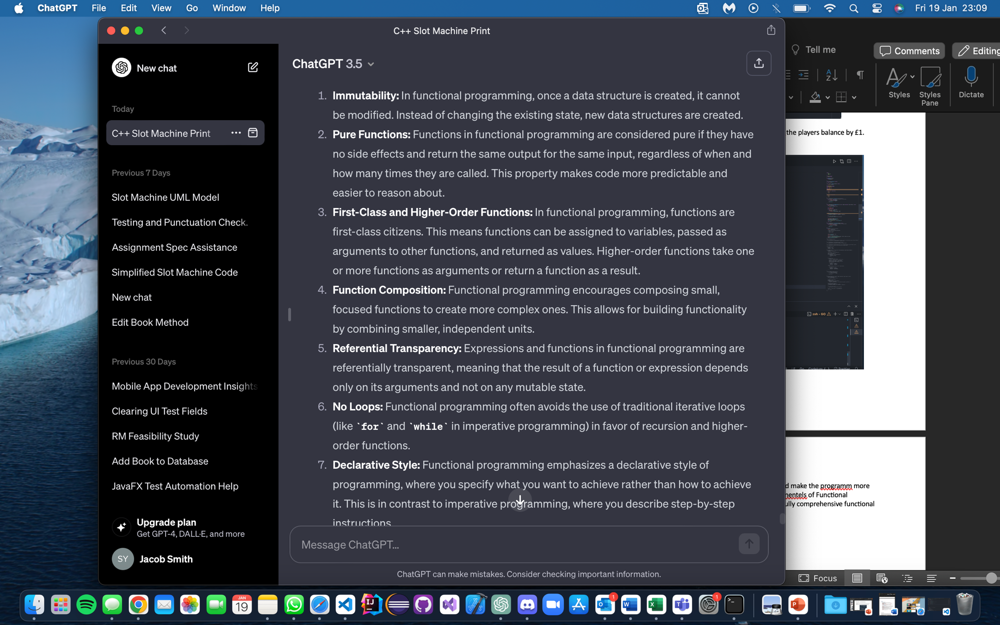 ChatGPT File Edit View Go Window Help
Fri 19 Jan 23:09
C++ Slot Machine Print
New chat
Today
C++ Slot Machine Print
Previous 7 Days
Slot Machine UML Model
Testing and Punctuation Check.
Assignment Spec Assistance
Simplified Slot Machine Code
New chat
Edit Book Method
Previous 30 Days
Mobile App Development Insights
Clearing UI Test Fields
RM Feasibility Study
Add Book to Database
JavaFX Test Automation Help
Upgrade plan
Get GPT-4, DALL·E, and more
SY Jacob Smith
ChatGPT 3.5
1. Immutability: In functional programming, once a data structure is created, it cannot
be modified. Instead of changing the existing state, new data structures are created.
2. Pure Functions: Functions in functional programming are considered pure if they have
no side effects and return the same output for the same input, regardless of when and
how many times they are called. This property makes code more predictable and
easier to reason about.
3. First-Class and Higher-Order Functions: In functional programming, functions are
first-class citizens. This means functions can be assigned to variables, passed as
arguments to other functions, and returned as values. Higher-order functions take one
or more functions as arguments or return a function as a result.
4. Function Composition: Functional programming encourages composing small,
focused functions to create more complex ones. This allows for building functionality
by combining smaller, independent units.
5. Referential Transparency: Expressions and functions in functional programming are
referentially transparent, meaning that the result of a function or expression depends
only on its arguments and not on any mutable state.
6. No Loops: Functional programming often avoids the use of traditional iterative loops
(like `for` and `while` in imperative programming) in favor of recursion and higher-
order functions.
7. Declarative Style: Functional programming emphasizes a declarative style of
programming, where you specify what you want to achieve rather than how to achieve
it. This is in contrast to imperative programming, where you describe step-by-step
instructions
Message ChatGPT...
ChatGPT can make mistakes. Consider checking important information.
Tell me
Comments
Editing
Styles
Styles
Pane
Dictate
the players balance by £1.
zsh - GO
d make the programm more
nentels of Functional
ully comprehensive functional
Focus
JAN
19
IJ
1
1